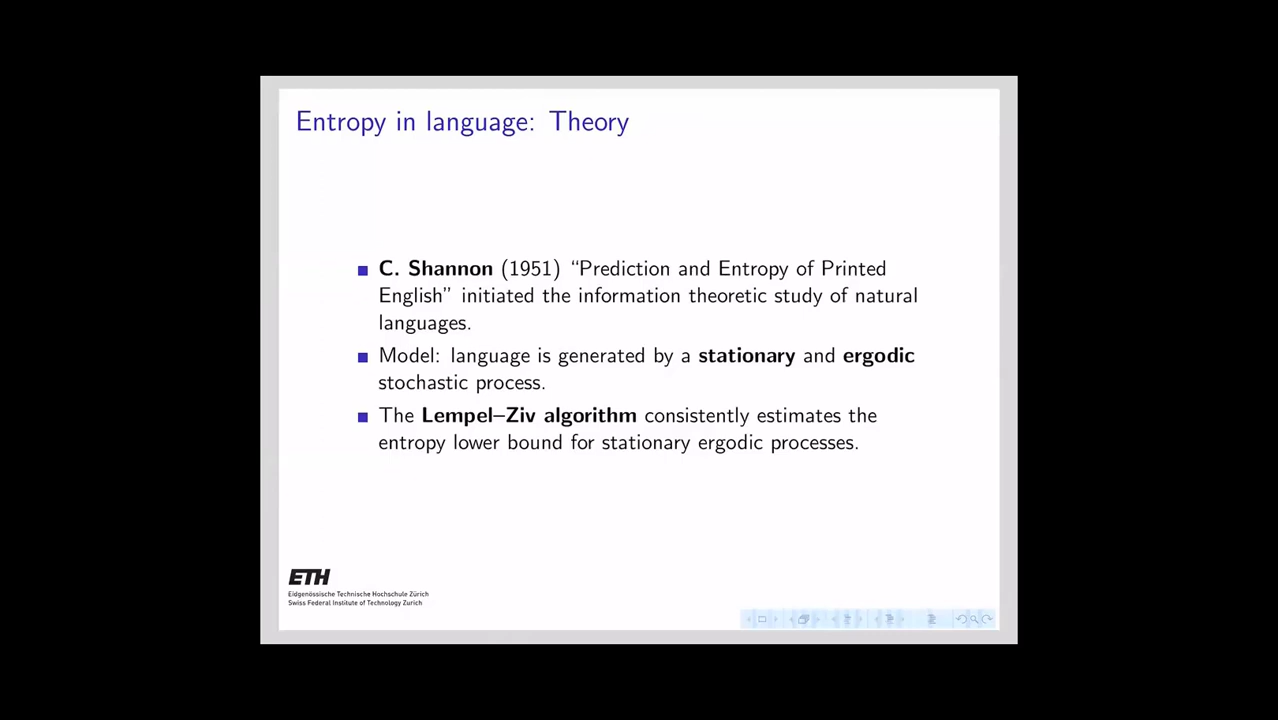 Entropy in language: Theory
C. Shannon (1951) “Prediction and Entropy of Printed
English” initiated the information theoretic study of natural
languages.
Model: language is generated by a stationary and ergodic
stochastic process.
The Lempel–Ziv algorithm consistently estimates the
entropy lower bound for stationary ergodic processes.
ETH
Eidgenössische Technische Hochschule Zürich
Swiss Federal Institute of Technology Zurich